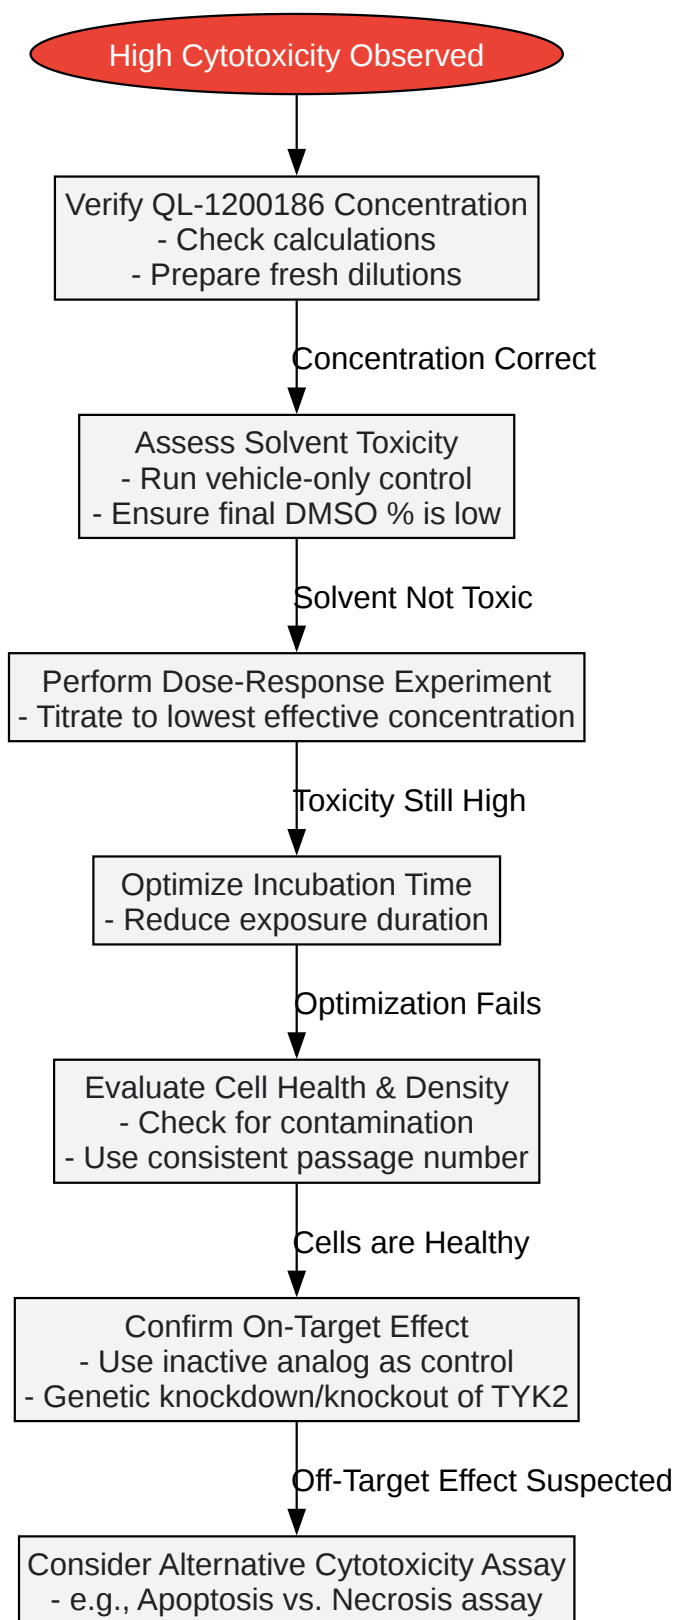 High Cytotoxicity Observed
Verify QL-1200186 Concentration
- Check calculations
- Prepare fresh dilutions
Concentration Correct
Assess Solvent Toxicity
- Run vehicle-only control
- Ensure final DMSO % is low
Solvent Not Toxic
Perform Dose-Response Experiment
- Titrate to lowest effective concentration
Toxicity Still High
Optimize Incubation Time
- Reduce exposure duration
Optimization Fails
Evaluate Cell Health & Density
- Check for contamination
- Use consistent passage number
Cells are Healthy
Confirm On-Target Effect
- Use inactive analog as control
- Genetic knockdown/knockout of TYK2
Off-Target Effect Suspected
Consider Alternative Cytotoxicity Assay
- e.g., Apoptosis vs. Necrosis assay